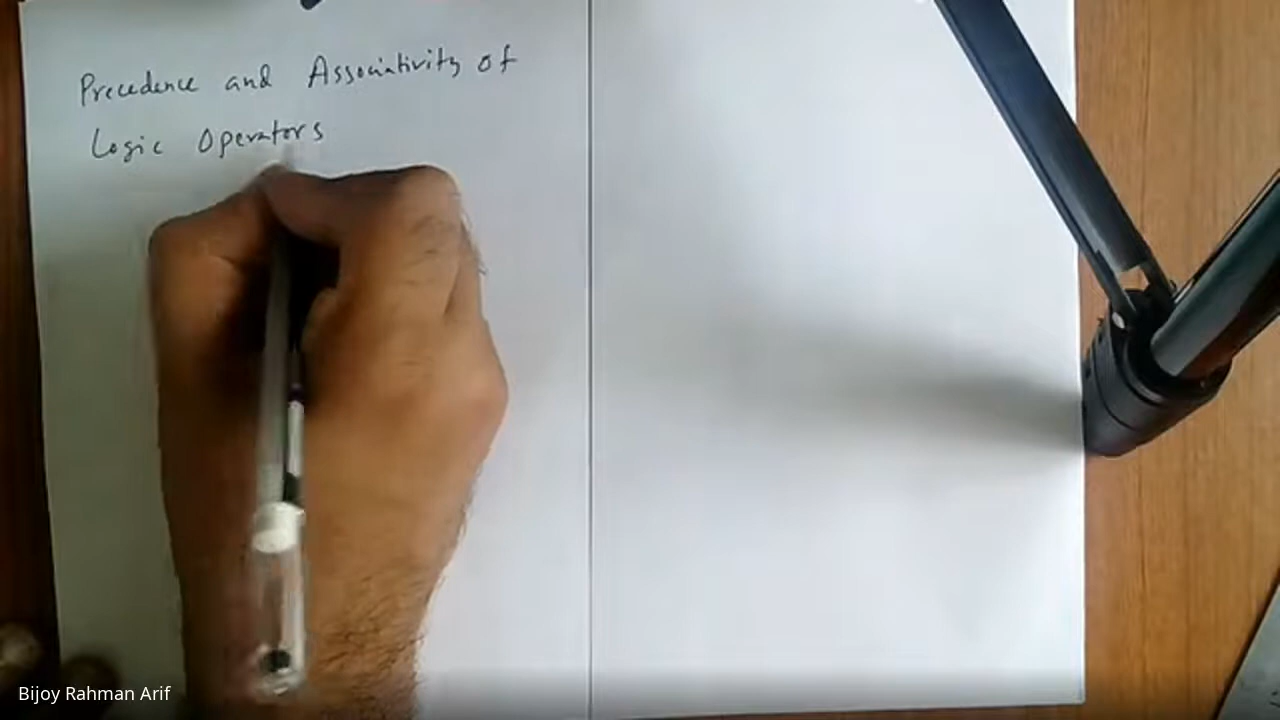 Precedence and Associativity of
Logic Operators
Bijoy Rahman Arif